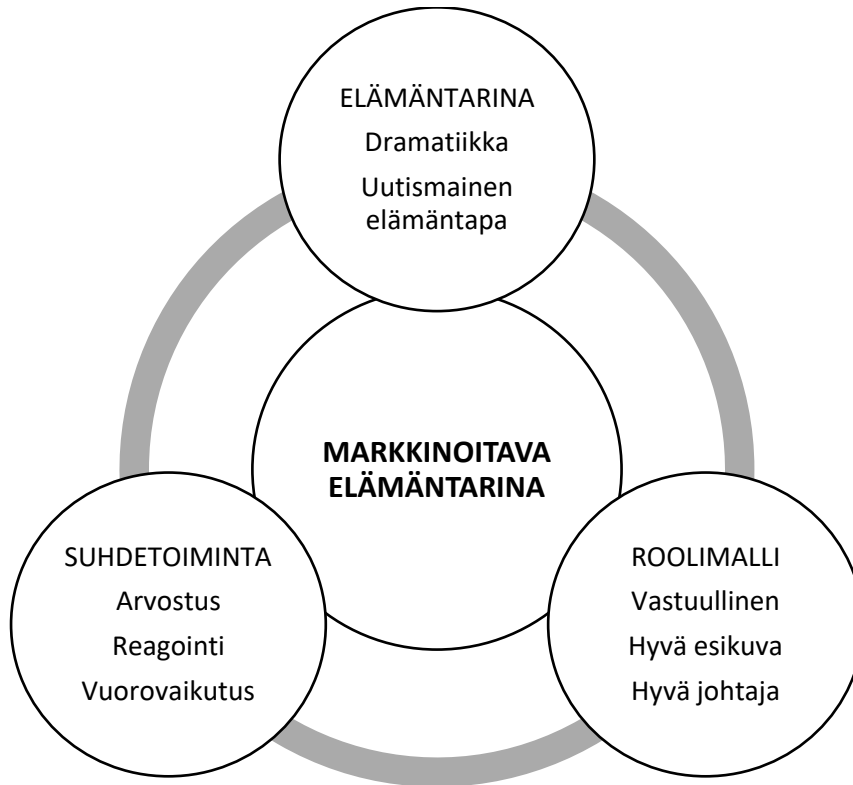 ELÄMÄNTARINA
Dramatiikka
Uutismainen
elämäntapa
MARKKINOITAVA
ELÄMÄNTARINA
SUHDETOIMINTA
Arvostus
Reagointi
Vuorovaikutus
ROOLIMALLI
Vastuullinen
Hyvä esikuva
Hyvä johtaja